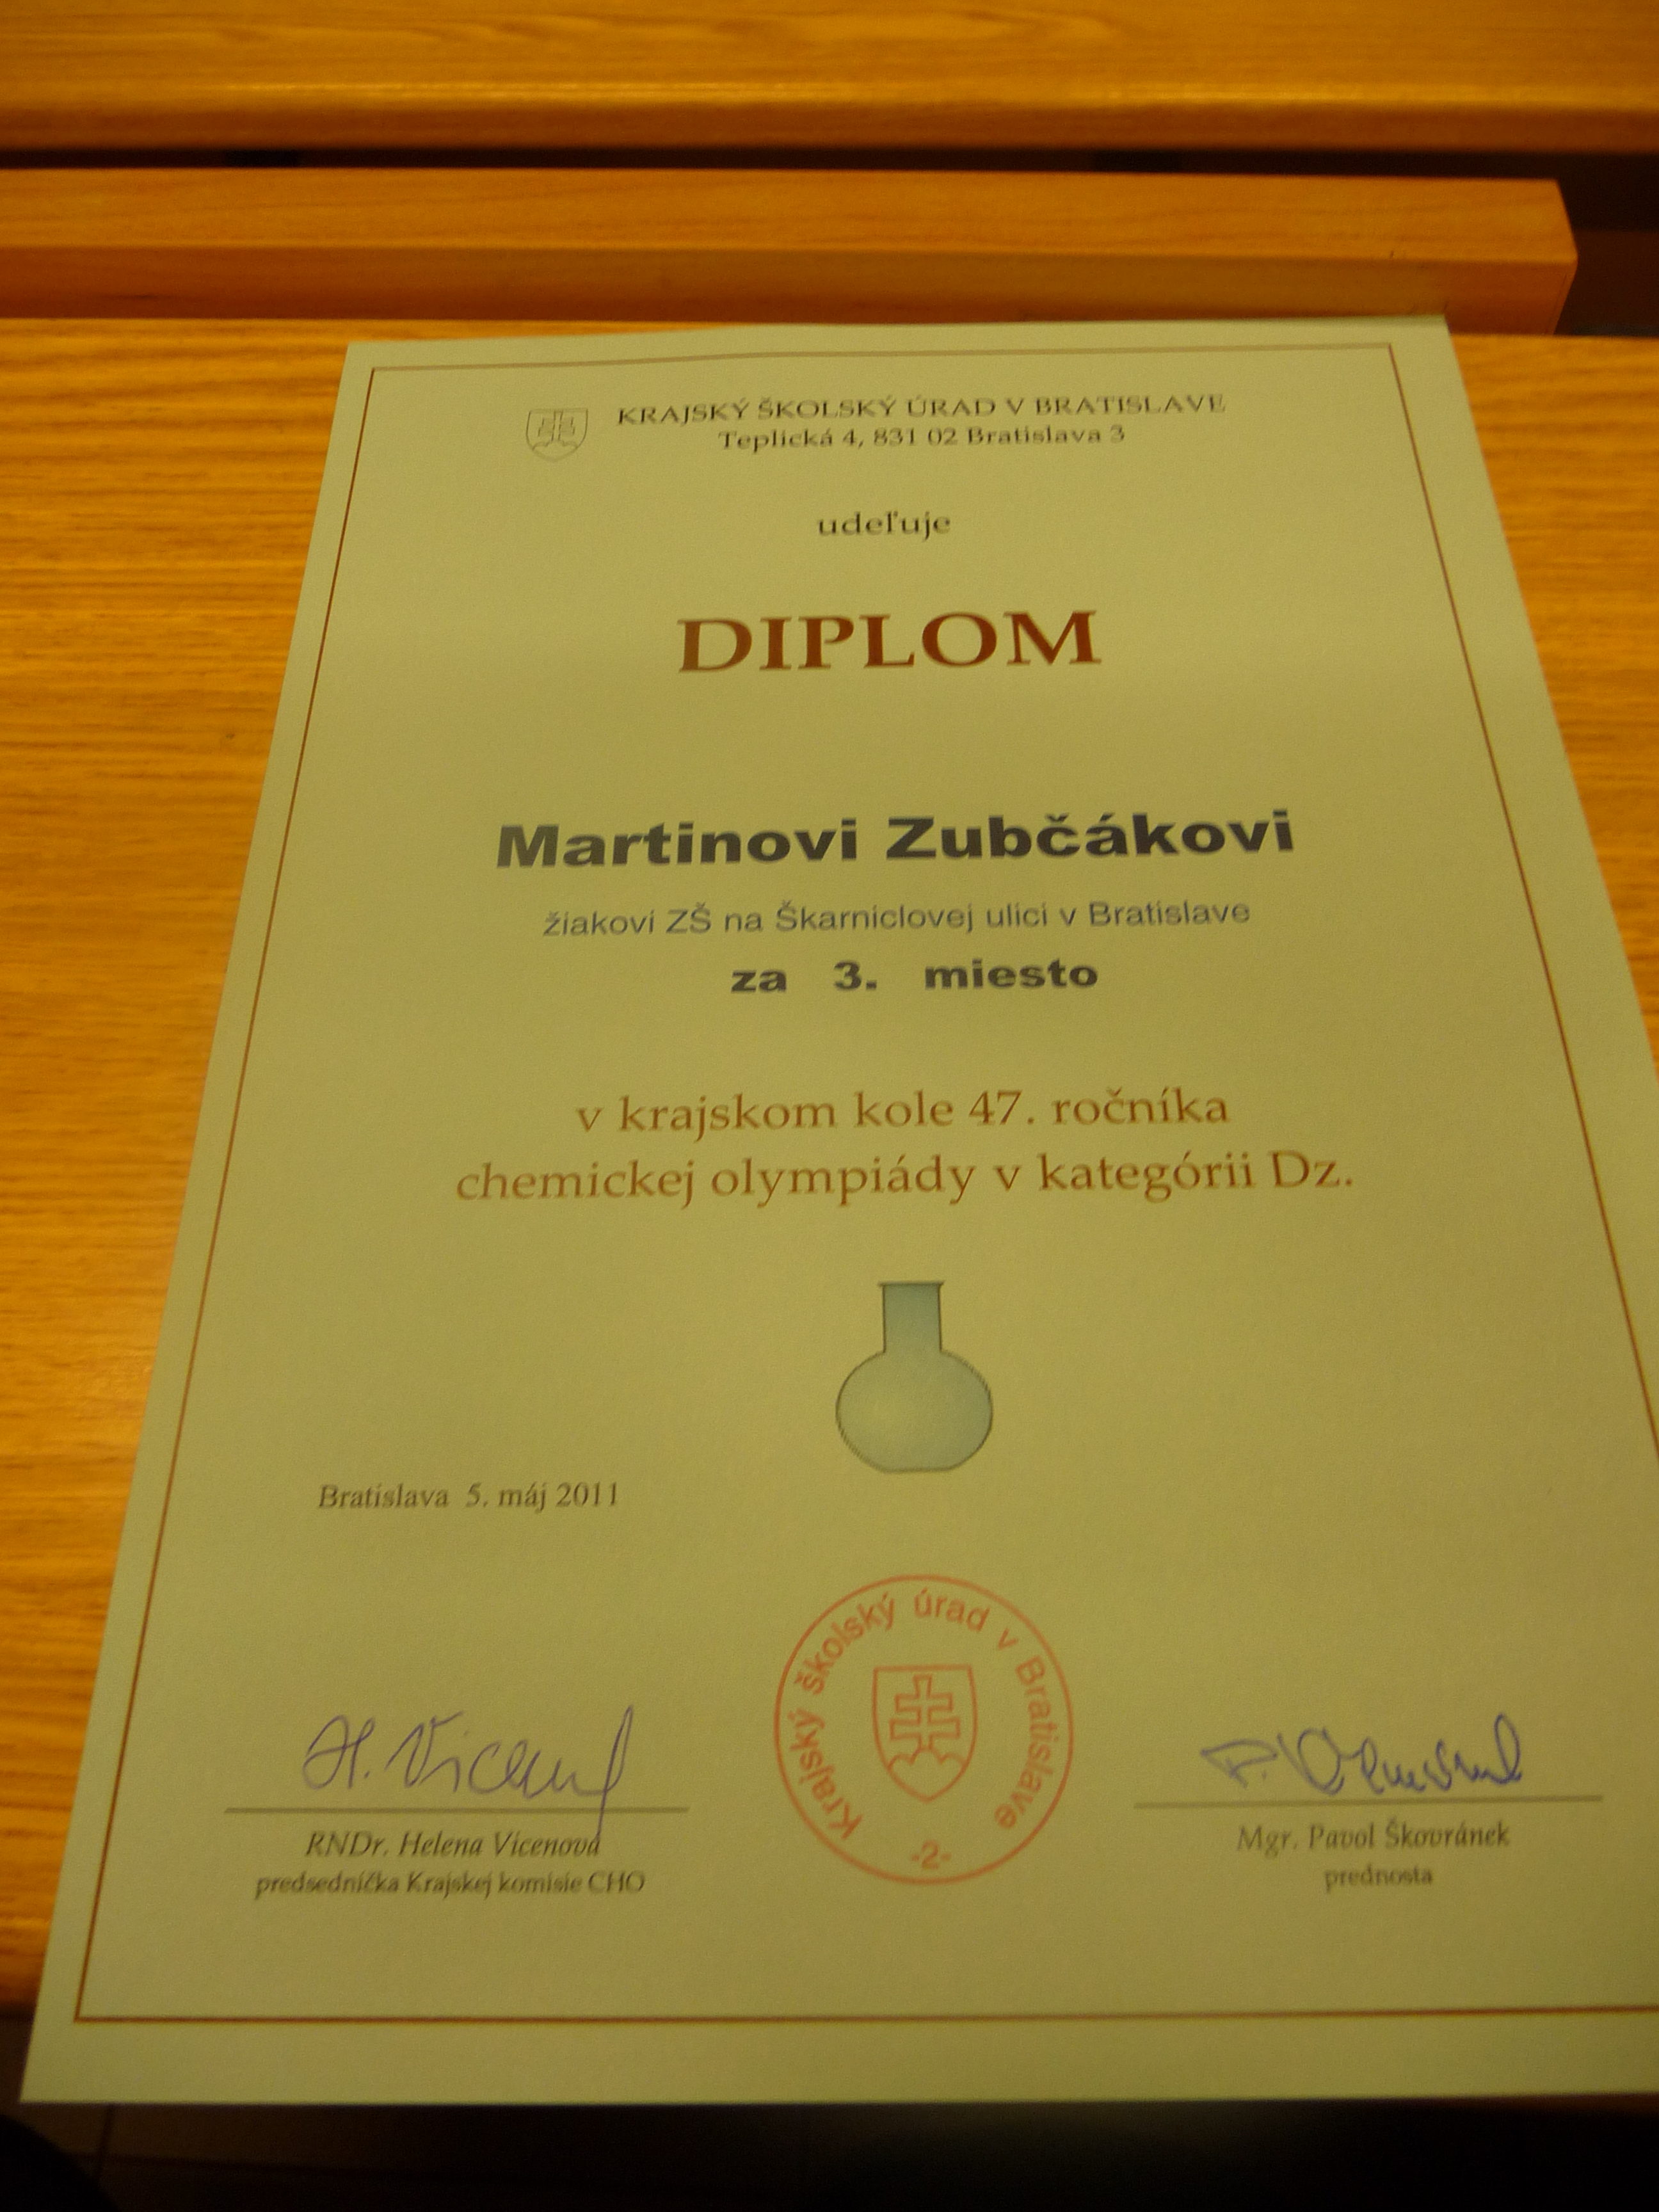 KRAJSKÝ ŠKOLSKÝ ÚRAD V BRATISLAVE
Teplická 4, 831 02 Bratislava 3
udeľuje
DIPLOM
Martinovi Zubčákovi
žiakovi ZŠ na Škarniclovej ulici v Bratislave
za 3. miesto
v krajskom kole 47. ročníka
chemickej olympiády v kategórii Dz.
Bratislava 5. máj 2011
Krajský školský úrad v Bratislave
-2-
H. Vicenová
RNDr. Helena Vicenová
predsedníčka Krajskej komisie CHO
Mgr. Pavol Škovránek
prednosta